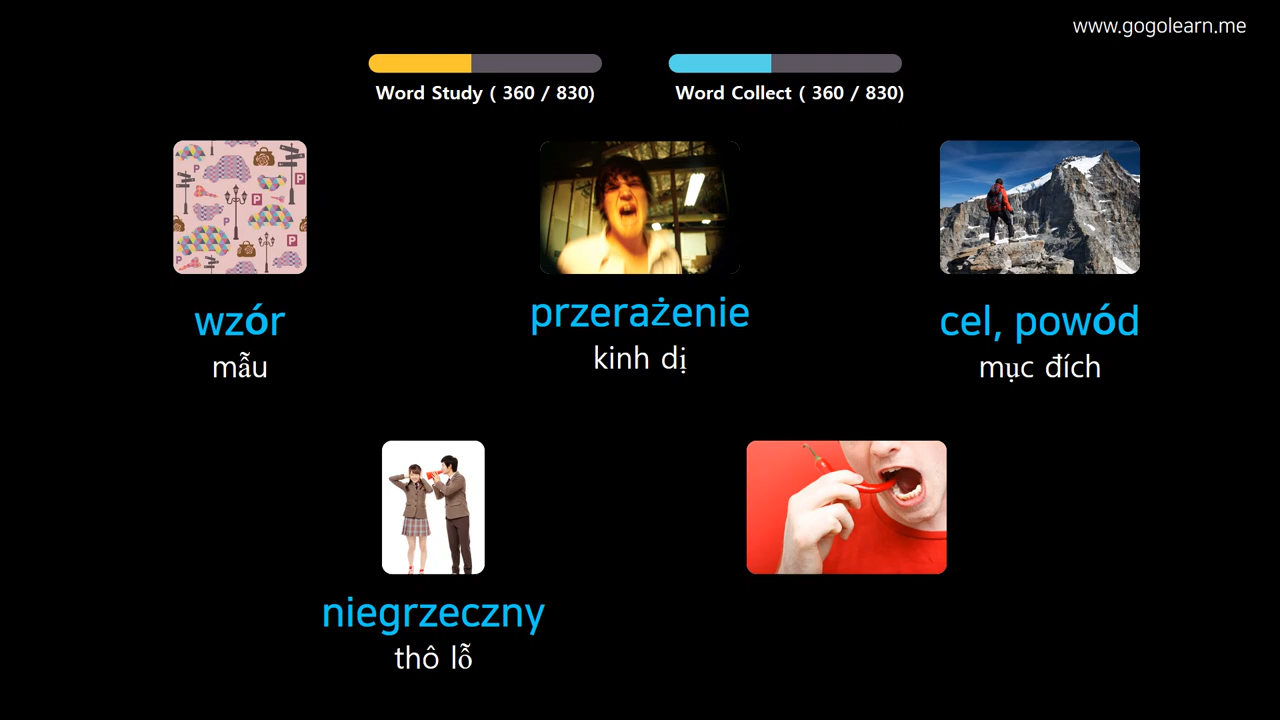 www.gogolearn.me
Word Study ( 360 / 830)
Word Collect ( 360 / 830)
wzór
mẫu
przerażenie
kinh dị
cel, powód
mục đích
niegrzeczny
thô lỗ